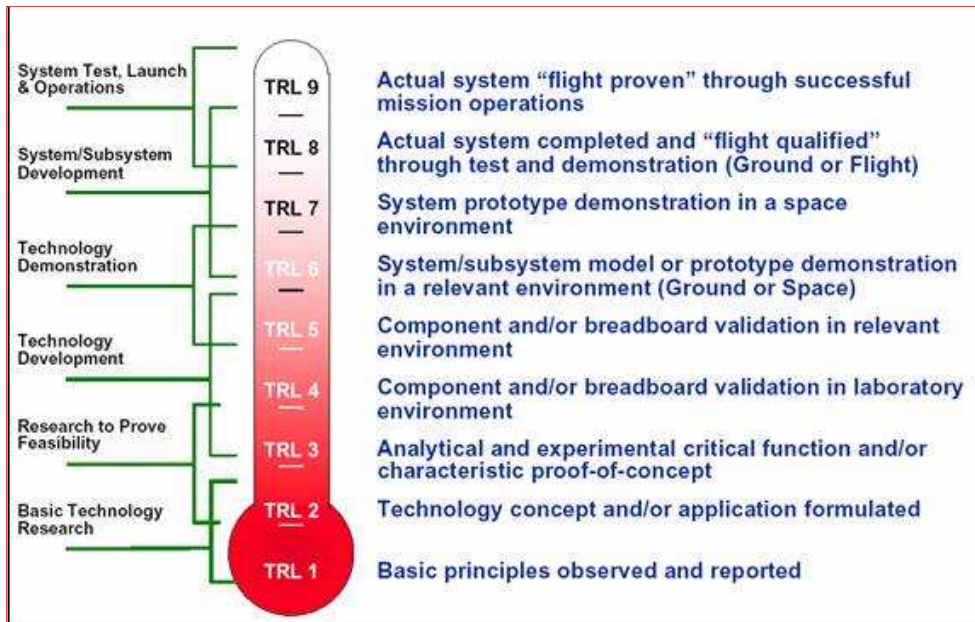 System Test, Launch
& Operations
System/Subsystem
Development
Technology
Demonstration
Technology
Development
Research to Prove
Feasibility
Basic Technology
Research
TRL 9
TRL 8
TRL 7
TRL 6
TRL 5
TRL 4
TRL 3
TRL 2
TRL 1
Actual system “flight proven” through successful
mission operations
Actual system completed and “flight qualified”
through test and demonstration (Ground or Flight)
System prototype demonstration in a space
environment
System/subsystem model or prototype demonstration
in a relevant environment (Ground or Space)
Component and/or breadboard validation in relevant
environment
Component and/or breadboard validation in laboratory
environment
Analytical and experimental critical function and/or
characteristic proof-of-concept
Technology concept and/or application formulated
Basic principles observed and reported